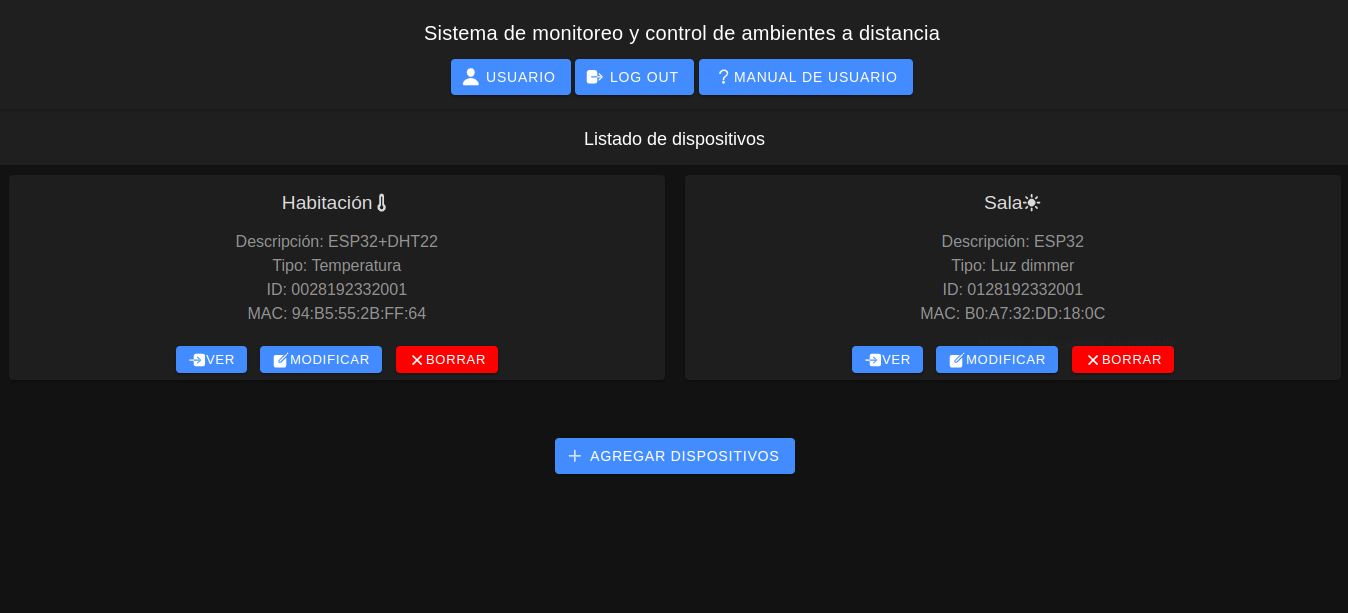 Sistema de monitoreo y control de ambientes a distancia
USUARIO LOG OUT ? MANUAL DE USUARIO
Listado de dispositivos
Habitación
Descripción: ESP32+DHT22
Tipo: Temperatura
ID: 0028192332001
MAC: 94:B5:55:2B:FF:64
VER MODIFICAR BORRAR
Sala
Descripción: ESP32
Tipo: Luz dimmer
ID: 0128192332001
MAC: B0:A7:32:DD:18:0C
VER MODIFICAR BORRAR
+ AGREGAR DISPOSITIVOS